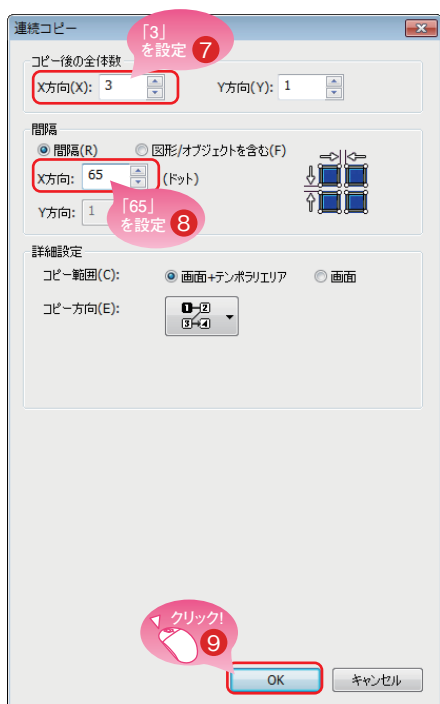 連続コピー
「3」
を設定 7
コピー後の全体数
X方向(X): 3 Y方向(Y): 1
間隔
間隔(R) 図形/オブジェクトを含む(F)
X方向: 65 (ドット)
Y方向: 1
「65」
を設定 8
詳細設定
コピー範囲(C): 画面+テンポラリエリア 画面
コピー方向(E): 1 2
3 4
クリック!
9
OK キャンセル